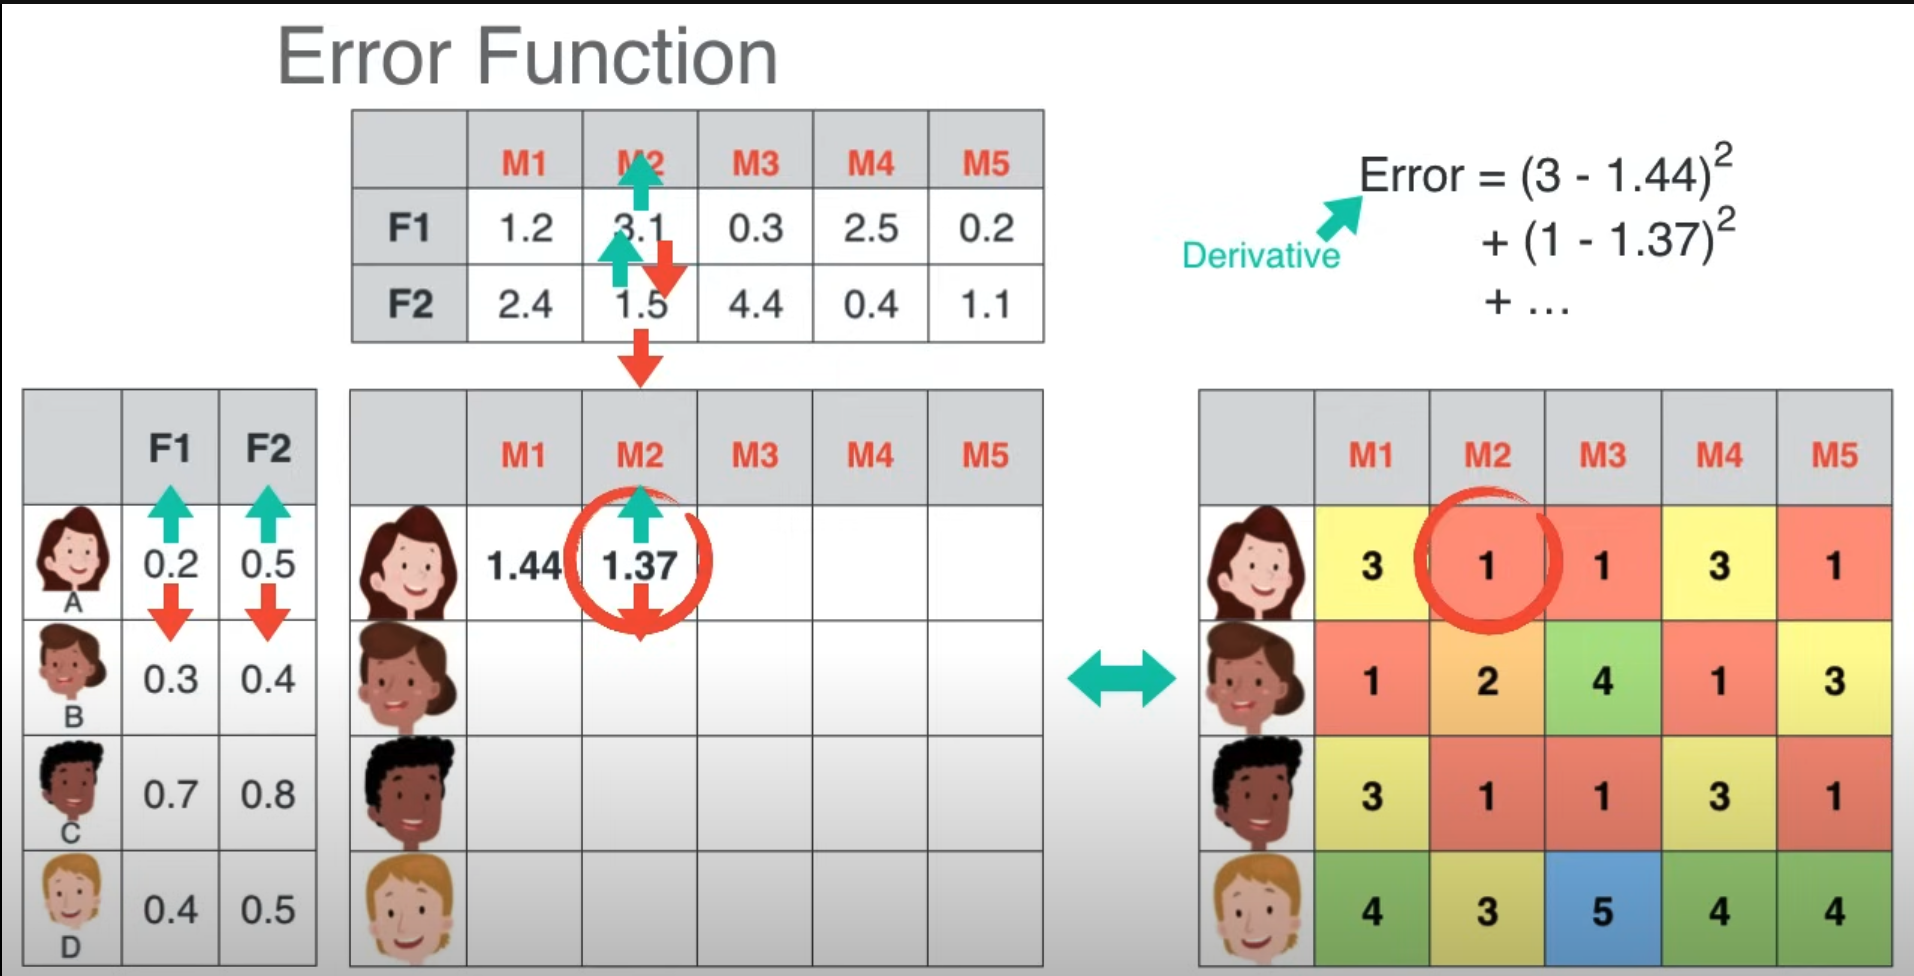 Error Function
M1 M2 M3 M4 M5
F1 1.2 3.1 0.3 2.5 0.2
F2 2.4 1.5 4.4 0.4 1.1
Error = (3 - 1.44)²
+ (1 - 1.37)²
+ ...
Derivative
F1 F2
A 0.2 0.5
B 0.3 0.4
C 0.7 0.8
D 0.4 0.5
M1 M2 M3 M4 M5
1.44 1.37
M1 M2 M3 M4 M5
3 1 1 3 1
1 2 4 1 3
3 1 1 3 1
4 3 5 4 4